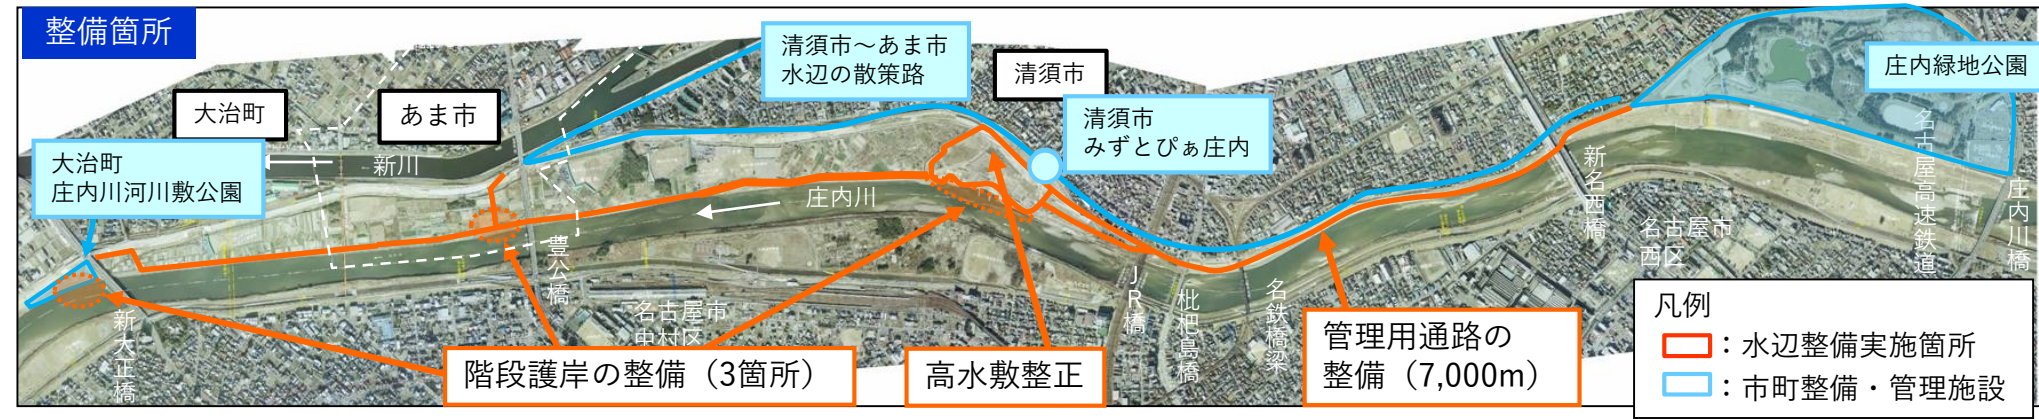 整備箇所
清須市～あま市
水辺の散策路
清須市
庄内緑地公園
大治町
あま市
清須市
みずとぴぁ庄内
大治町
庄内川河川敷公園
新川
庄内川
新名西橋
名古屋高速鉄道
庄内川橋
名古屋市
西区
豊公橋
JR橋
枇杷島橋
名鉄橋梁
新大正橋
名古屋市
中村区
階段護岸の整備（3箇所）
高水敷整正
管理用通路の
整備（7,000m）
凡例
：水辺整備実施箇所
：市町整備・管理施設